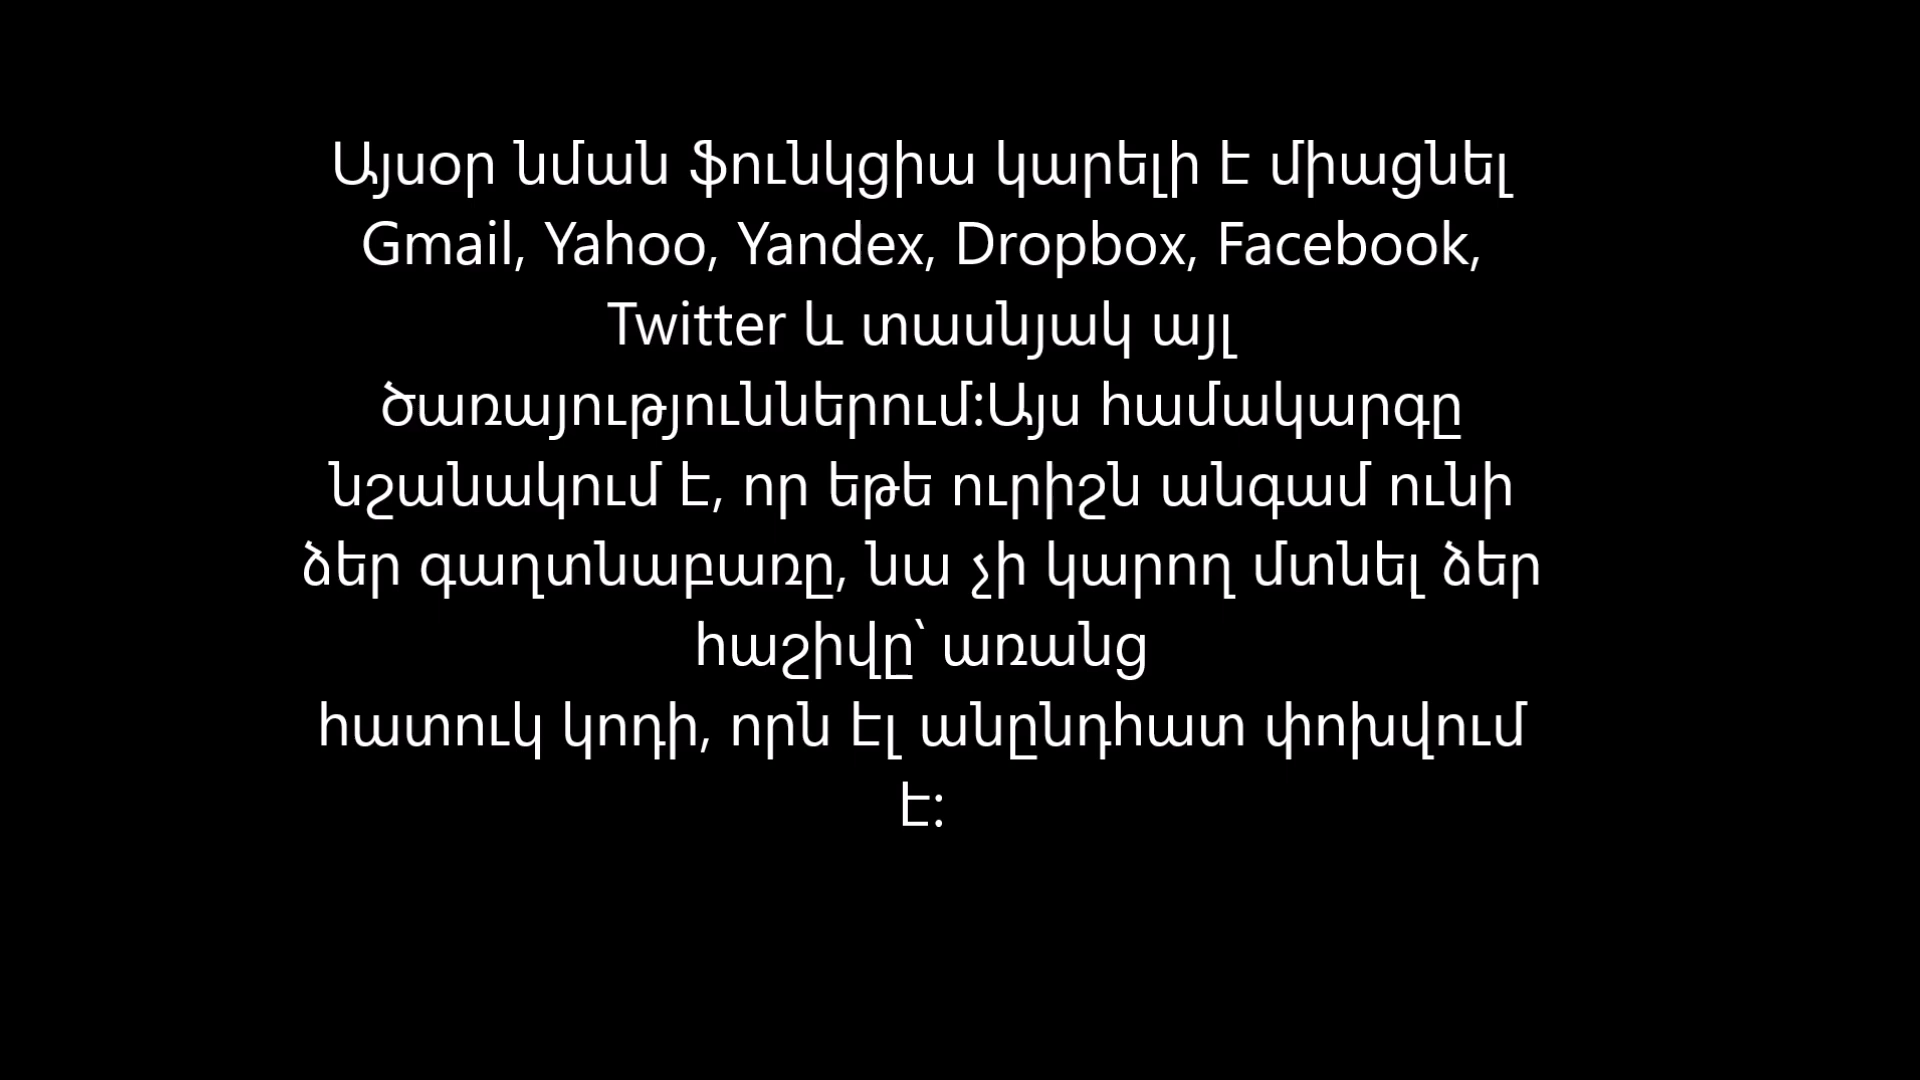 Այսօր նման ֆունկցիա կարելի է միացնել
Gmail, Yahoo, Yandex, Dropbox, Facebook,
Twitter և տասնյակ այլ
ծառայություններում:Այս համակարգը
նշանակում է, որ եթե ուրիշն անգամ ունի
ձեր գաղտնաբառը, նա չի կարող մտնել ձեր
հաշիվը՝ առանց
հատուկ կոդի, որն էլ անընդհատ փոխվում
է: